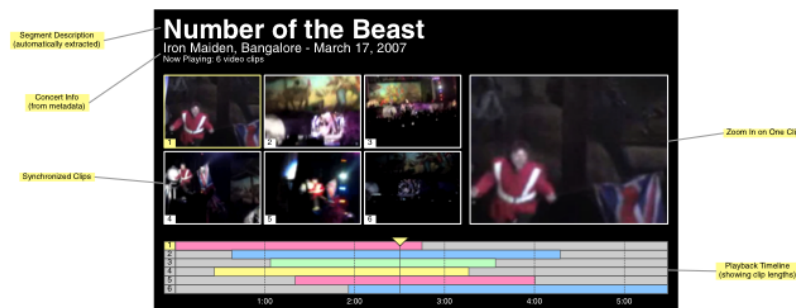 Number of the Beast
Iron Maiden, Bangalore - March 17, 2007
Now Playing: 6 video clips
Segment Description
(automatically extracted)
Concert Info
(from metadata)
Synchronized Clips
Zoom In on One Cli
Playback Timeline
(showing clip lengths)
1
2
3
4
5
6
1
2
3
4
5
6
1:00 2:00 3:00 4:00 5:00